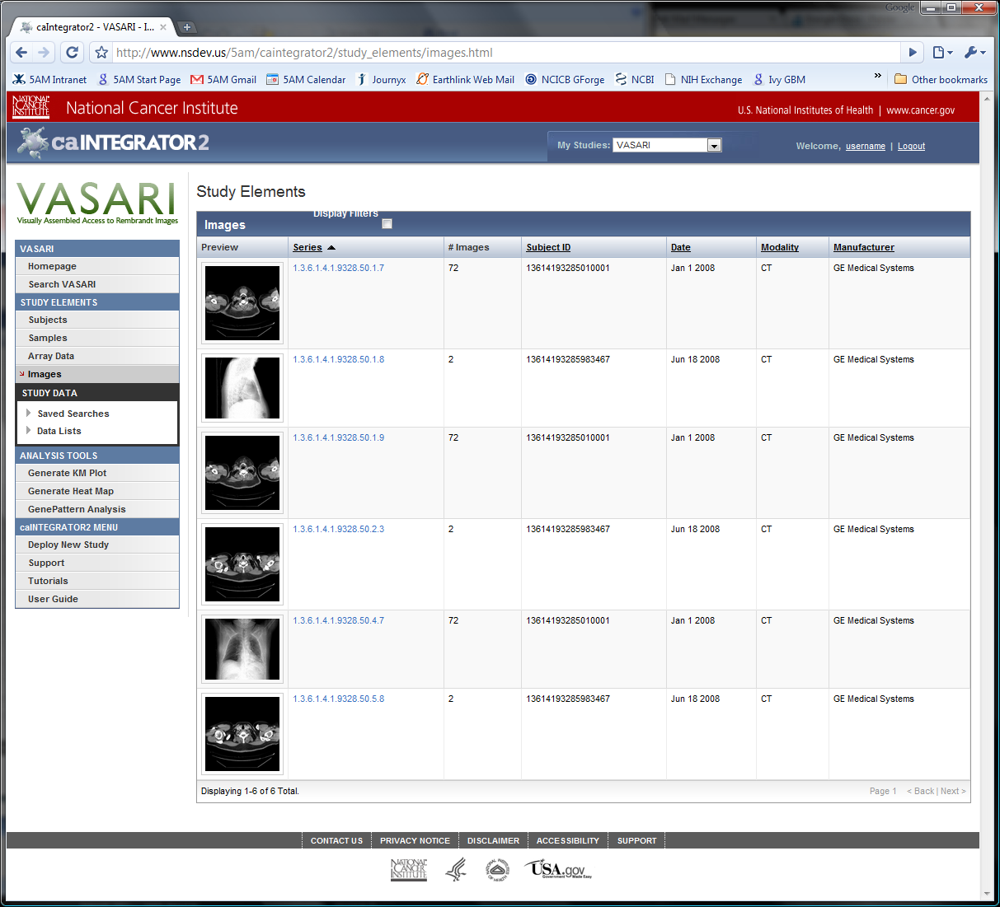 Google
caIntegrator2 - VASARI - I...
http://www.nsdev.us/5am/caintegrator2/study_elements/images.html
5AM Intranet 5AM Start Page 5AM Gmail 5AM Calendar Journyx Earthlink Web Mail NCICB GForge NCBI NIH Exchange Ivy GBM » Other bookmarks
NATIONAL CANCER INSTITUTE National Cancer Institute U.S. National Institutes of Health | www.cancer.gov
caINTEGRATOR2 My Studies: VASARI Welcome, username | Logout
VASARI
Visually Assembled Access to Rembrandt Images
VASARI
Homepage
Search VASARI
STUDY ELEMENTS
Subjects
Samples
Array Data
Images
STUDY DATA
Saved Searches
Data Lists
ANALYSIS TOOLS
Generate KM Plot
Generate Heat Map
GenePattern Analysis
caINTEGRATOR2 MENU
Deploy New Study
Support
Tutorials
User Guide
Study Elements
Images Display Filters
Preview Series # Images Subject ID Date Modality Manufacturer
1.3.6.1.4.1.9328.50.1.7 72 13614193285010001 Jan 1 2008 CT GE Medical Systems
1.3.6.1.4.1.9328.50.1.8 2 13614193285983467 Jun 18 2008 CT GE Medical Systems
1.3.6.1.4.1.9328.50.1.9 72 13614193285010001 Jan 1 2008 CT GE Medical Systems
1.3.6.1.4.1.9328.50.2.3 2 13614193285983467 Jun 18 2008 CT GE Medical Systems
1.3.6.1.4.1.9328.50.4.7 72 13614193285010001 Jan 1 2008 CT GE Medical Systems
1.3.6.1.4.1.9328.50.5.8 2 13614193285983467 Jun 18 2008 CT GE Medical Systems
Displaying 1-6 of 6 Total. Page 1 < Back | Next >
CONTACT US PRIVACY NOTICE DISCLAIMER ACCESSIBILITY SUPPORT
NATIONAL CANCER INSTITUTE USA.gov
Government Made Easy